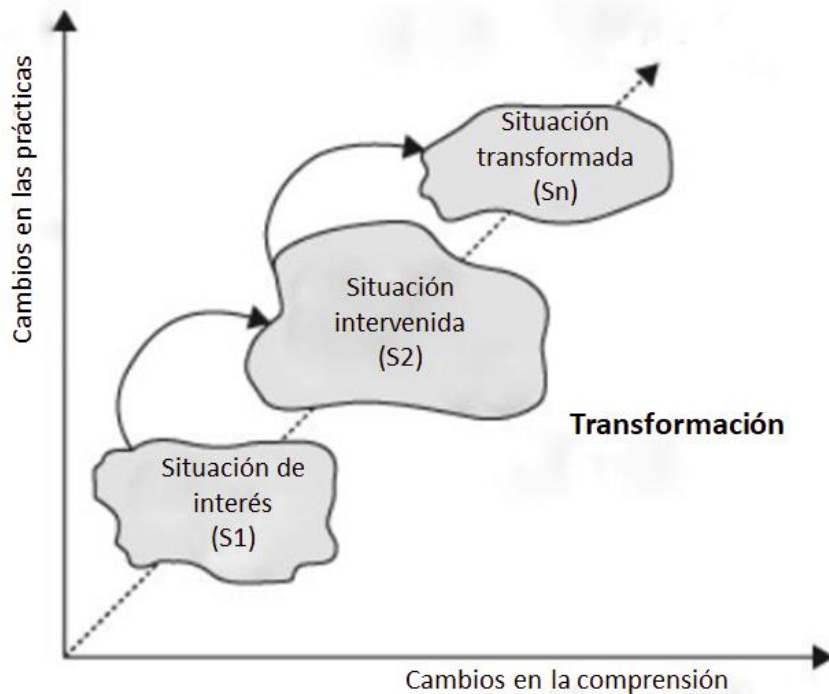 Cambios en las prácticas
Situación
transformada
(Sn)
Situación
intervenida
(S2)
Transformación
Situación de
interés
(S1)
Cambios en la comprensión